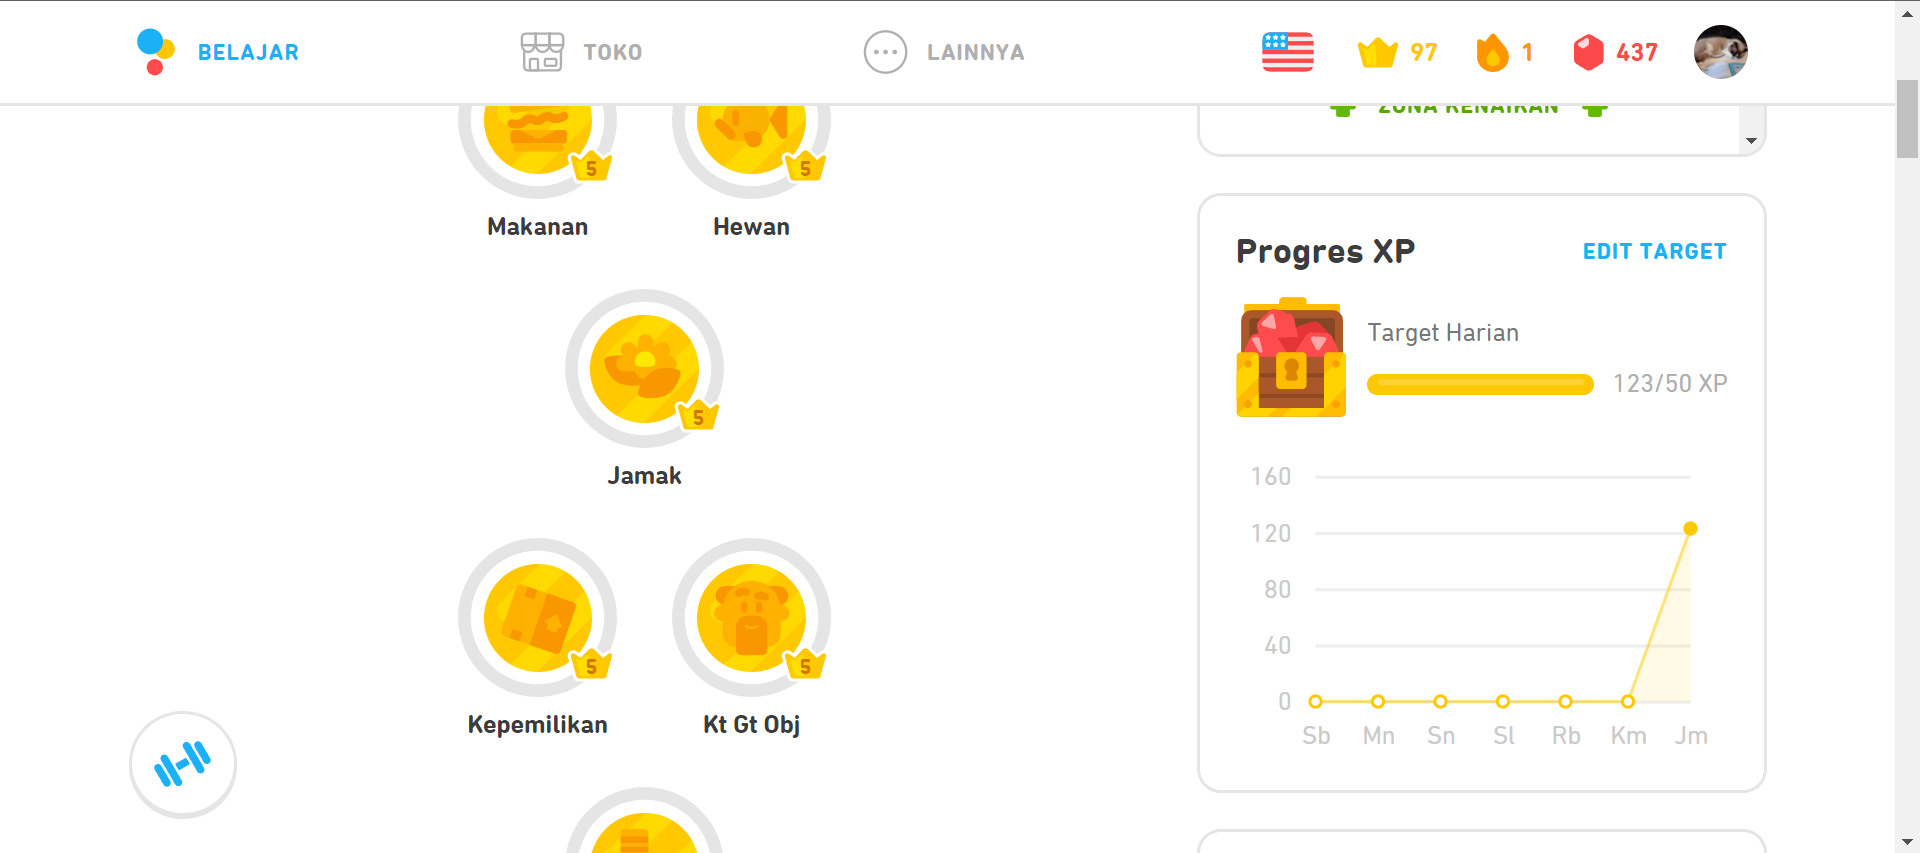 BELAJAR
TOKO
LAINNYA
97
1
437
ZONA KENAIKAN
5
5
Makanan
Hewan
5
Jamak
5
5
Kepemilikan
Kt Gt Obj
Progres XP
EDIT TARGET
Target Harian
123/50 XP
160
120
80
40
0
Sb Mn Sn Sl Rb Km Jm